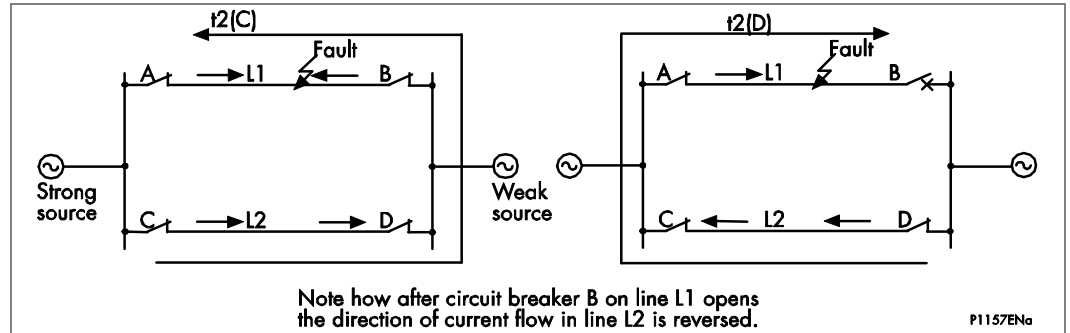 t2(C)
t2(D)
Fault
Fault
A
L1
B
A
L1
B
Strong
source
Weak
source
C
L2
D
C
L2
D
Note how after circuit breaker B on line L1 opens
the direction of current flow in line L2 is reversed.
P1157ENa